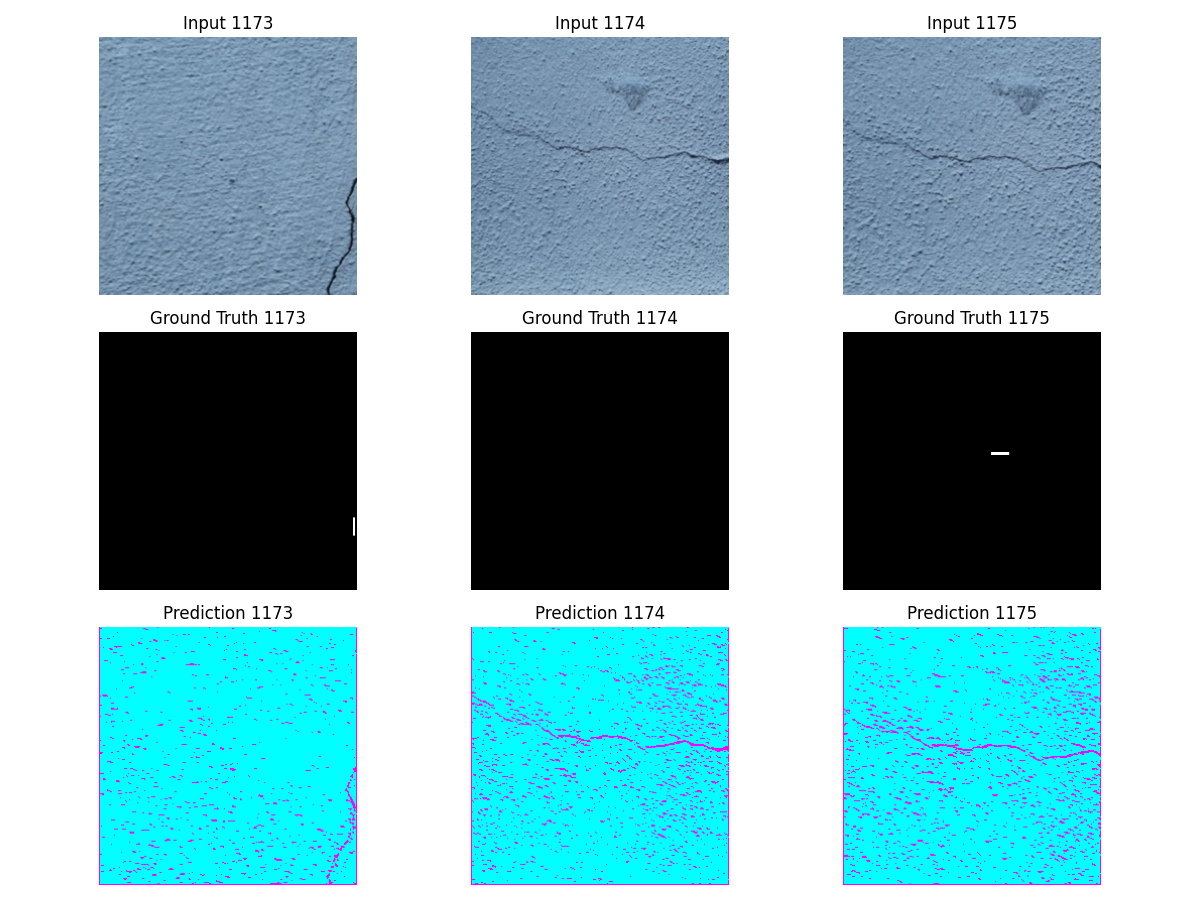 Input 1173
Input 1174
Input 1175
Ground Truth 1173
Ground Truth 1174
Ground Truth 1175
Prediction 1173
Prediction 1174
Prediction 1175